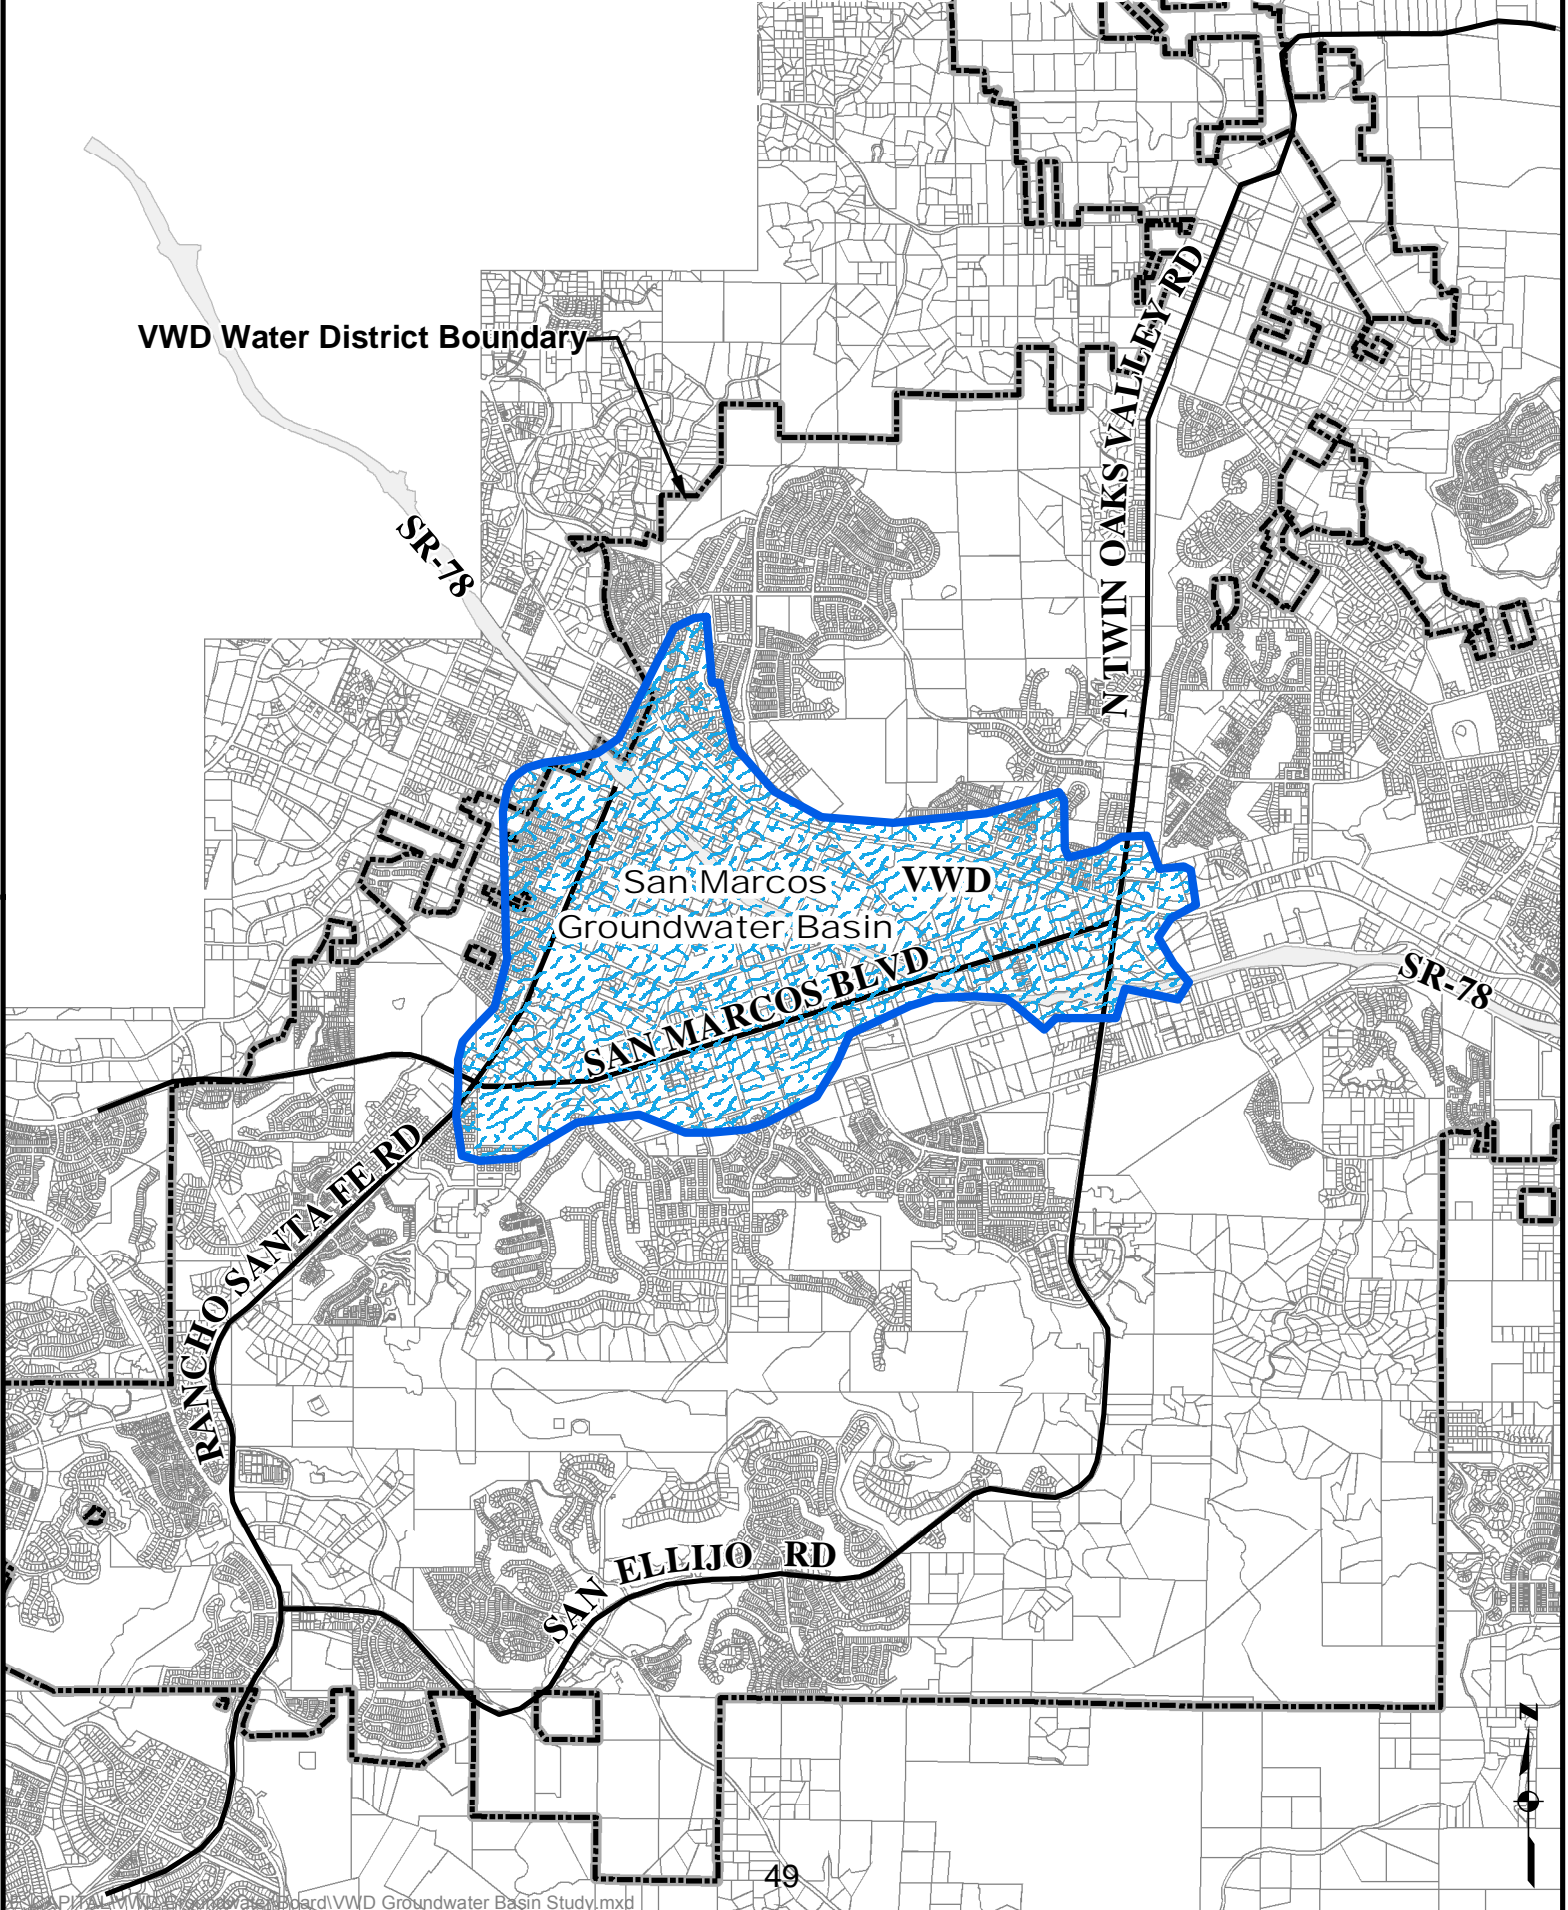 VWD Water District Boundary
SR-78
N TWIN OAKS VALLEY RD
San Marcos
Groundwater Basin
VWD
SAN MARCOS BLVD
SR-78
RANCHO SANTA FE RD
SAN ELLIJO RD
N
49
Board\VWD Groundwater Basin Study.mxd